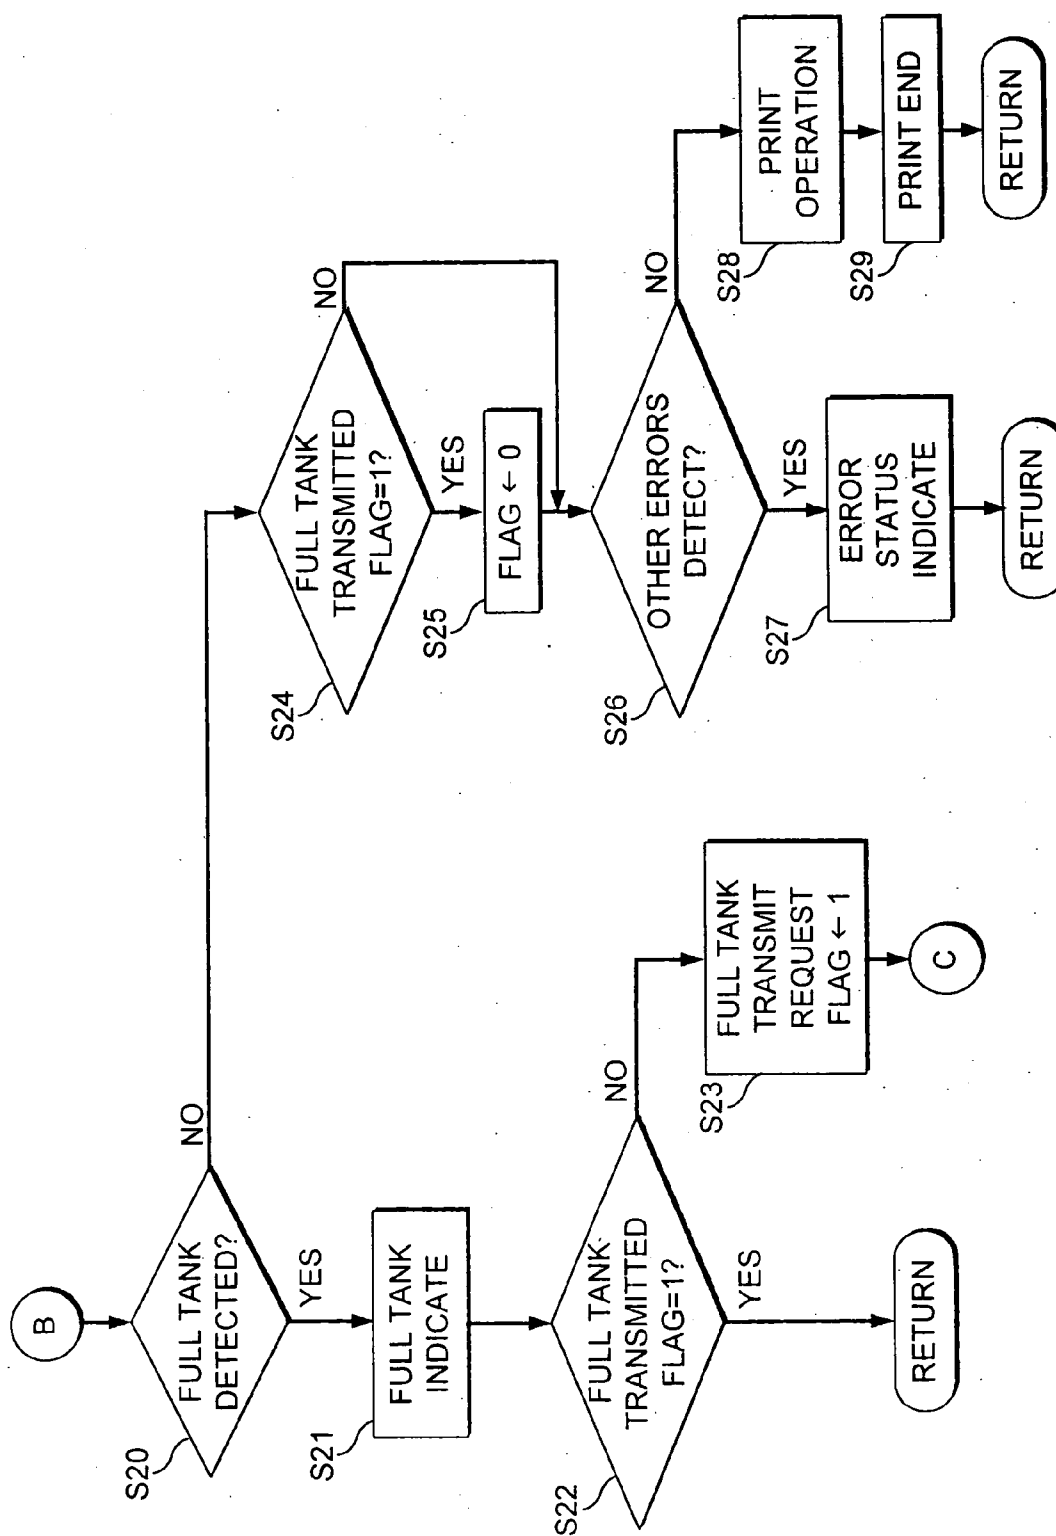 B
S20
FULL TANK
DETECTED?
NO
YES
S21
FULL TANK
INDICATE
S22
FULL TANK
TRANSMITTED
FLAG=1?
NO
YES
RETURN
S23
FULL TANK
TRANSMIT
REQUEST
FLAG ← 1
C
S24
FULL TANK
TRANSMITTED
FLAG=1?
NO
YES
S25
FLAG ← 0
S26
OTHER ERRORS
DETECT?
NO
YES
S27
ERROR
STATUS
INDICATE
RETURN
S28
PRINT
OPERATION
S29
PRINT END
RETURN